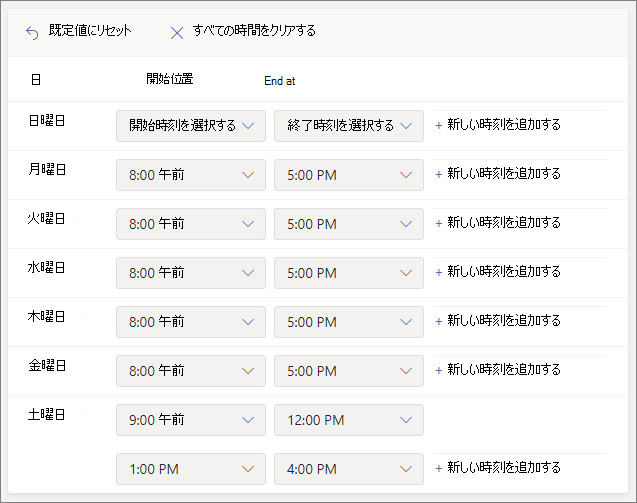 既定値にリセット すべての時間をクリアする
日 開始位置 End at
日曜日 開始時刻を選択する 終了時刻を選択する + 新しい時刻を追加する
月曜日 8:00 午前 5:00 PM + 新しい時刻を追加する
火曜日 8:00 午前 5:00 PM + 新しい時刻を追加する
水曜日 8:00 午前 5:00 PM + 新しい時刻を追加する
木曜日 8:00 午前 5:00 PM + 新しい時刻を追加する
金曜日 8:00 午前 5:00 PM + 新しい時刻を追加する
土曜日 9:00 午前 12:00 PM
1:00 PM 4:00 PM + 新しい時刻を追加する